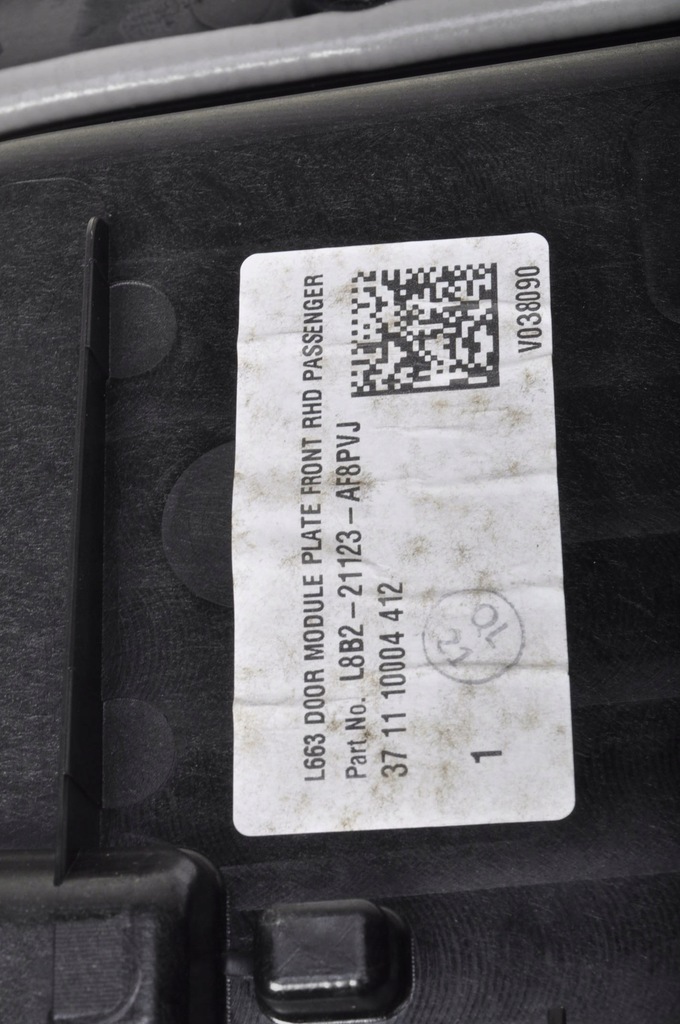 L663 DOOR MODULE PLATE FRONT RHD PASSENGER
Part.No. L8B2-21123-AF8PVJ
37 11 10004 412
1
V038090